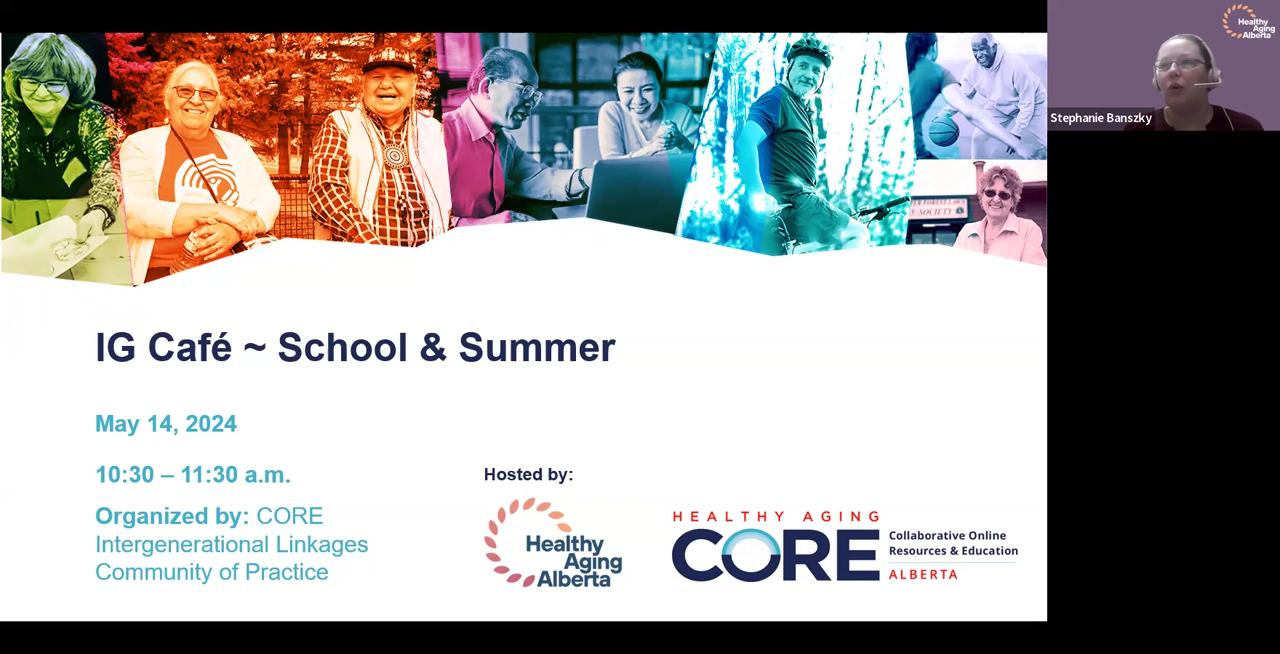 Healthy
Aging
Alberta
Stephanie Banszky
SOCIETY
IG Café ~ School & Summer
May 14, 2024
10:30 – 11:30 a.m.
Organized by: CORE
Intergenerational Linkages
Community of Practice
Hosted by:
Healthy
Aging
Alberta
HEALTHY AGING
CORE
Collaborative Online
Resources & Education
ALBERTA